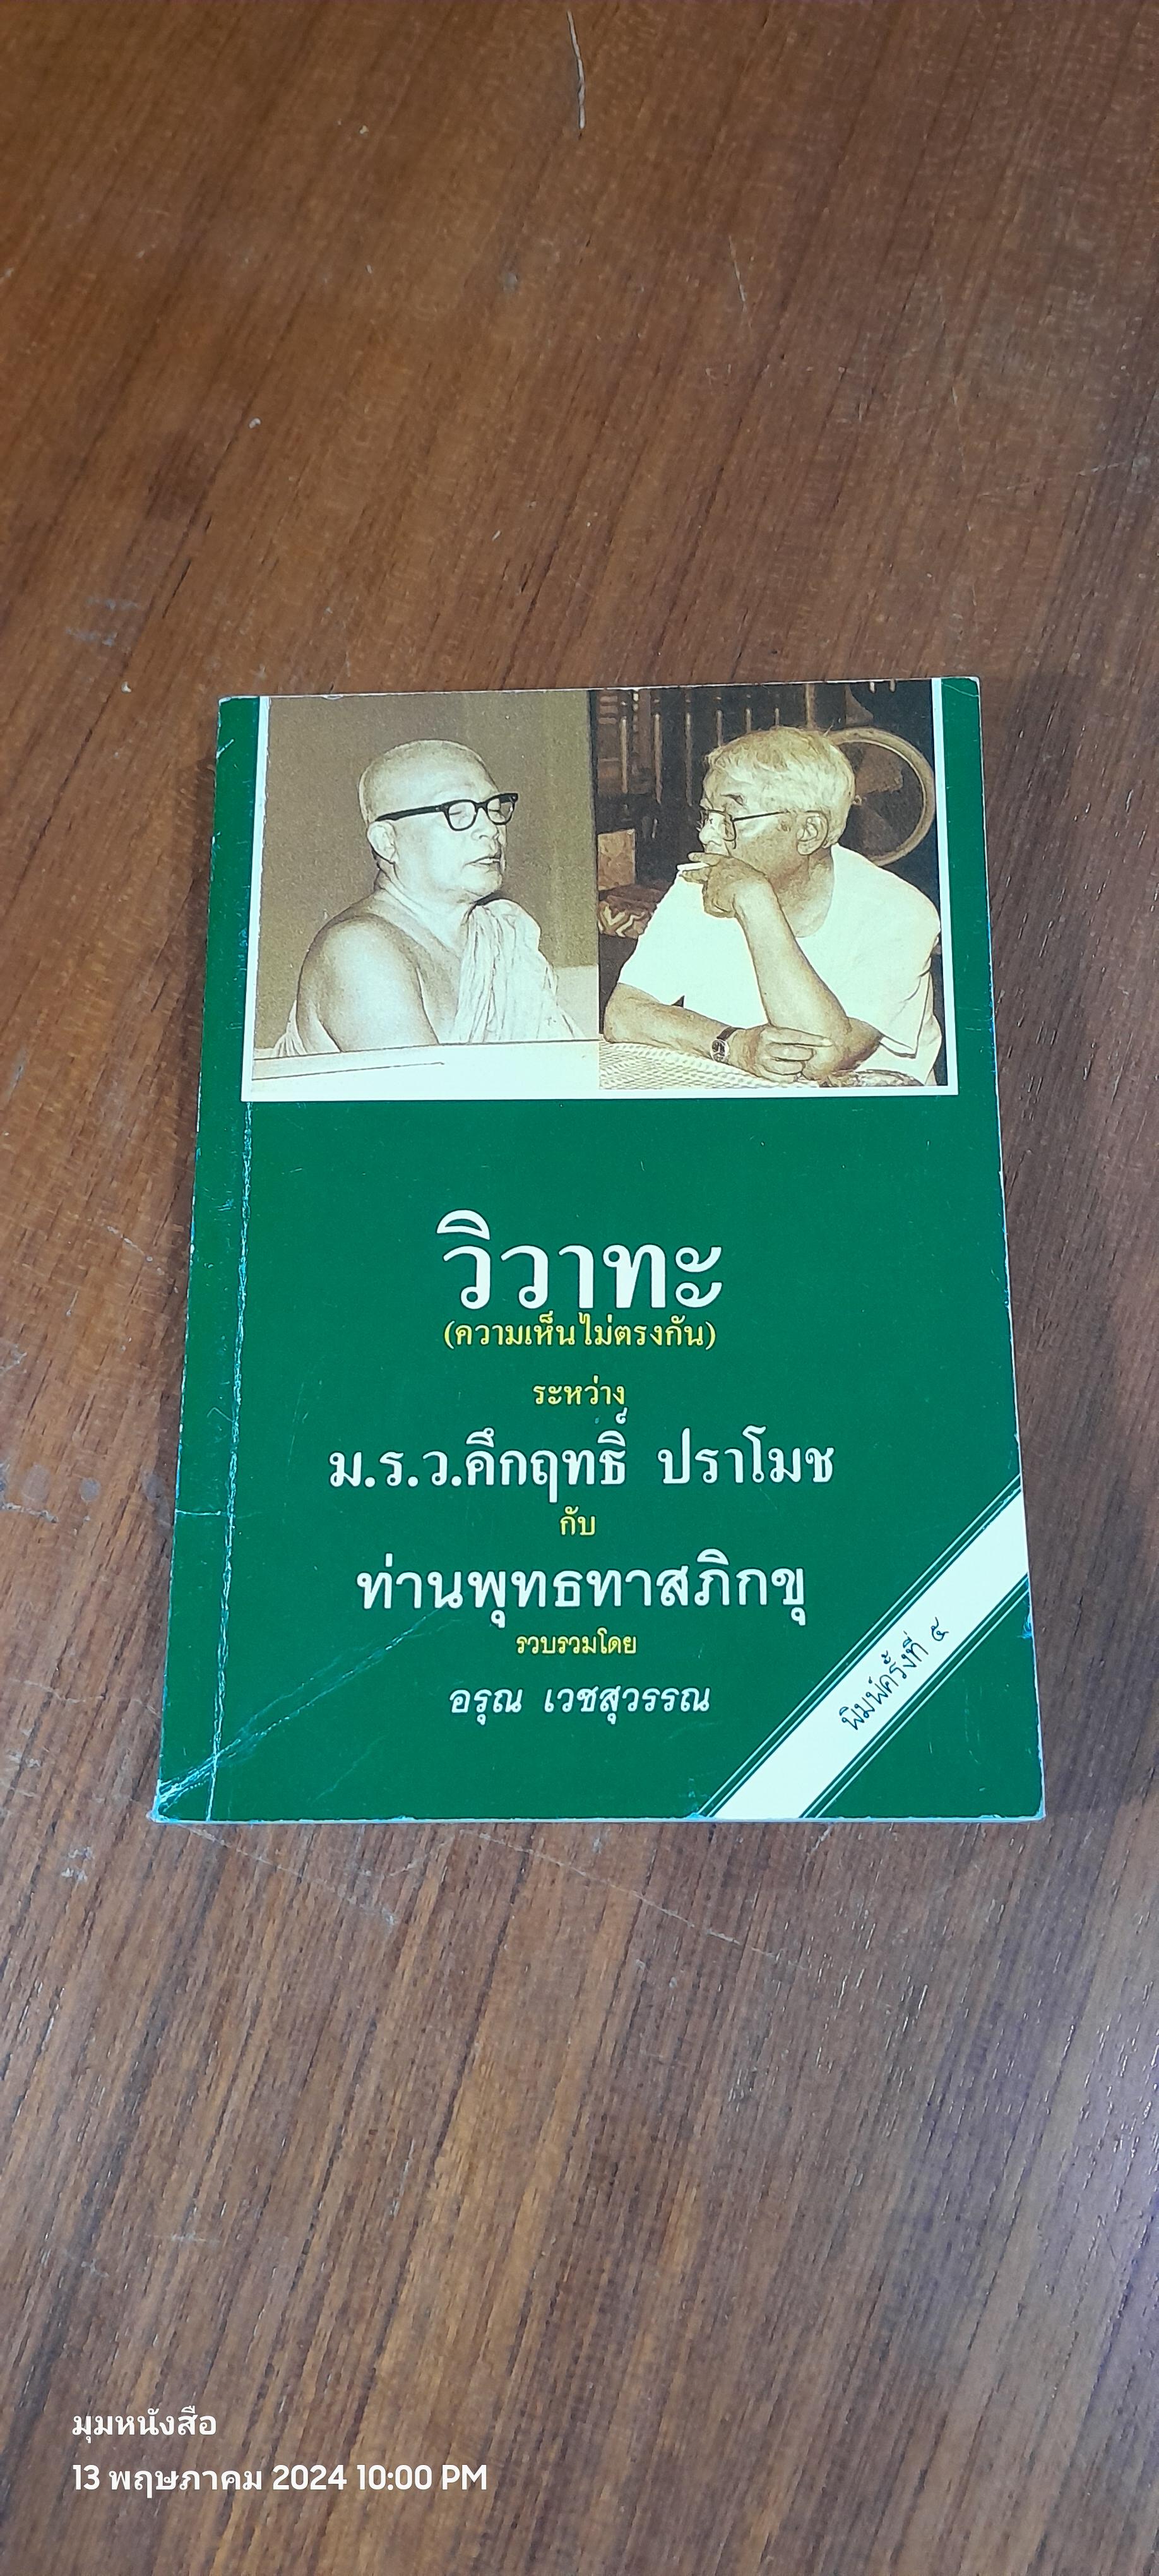 วิวาทะ
(ความเห็นไม่ตรงกัน)
ระหว่าง
ม.ร.ว.คึกฤทธิ์ ปราโมช
กับ
ท่านพุทธทาสภิกขุ
รวบรวมโดย
อรุณ เวชสุวรรณ
พิมพ์ครั้งที่ ๕
มุมหนังสือ
13 พฤษภาคม 2024 10:00 PM